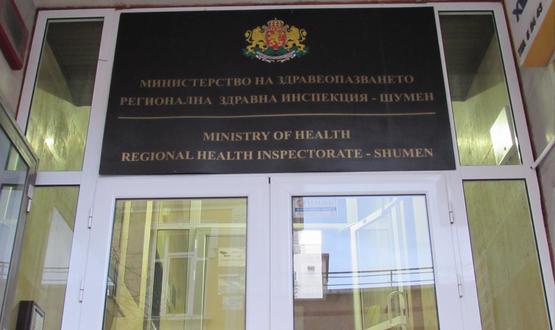 МИНИСТЕРСТВО НА ЗДРАВЕОПАЗВАНЕТО
РЕГИОНАЛНА ЗДРАВНА ИНСПЕКЦИЯ - ШУМЕН
MINISTRY OF HEALTH
REGIONAL HEALTH INSPECTORATE - SHUMEN